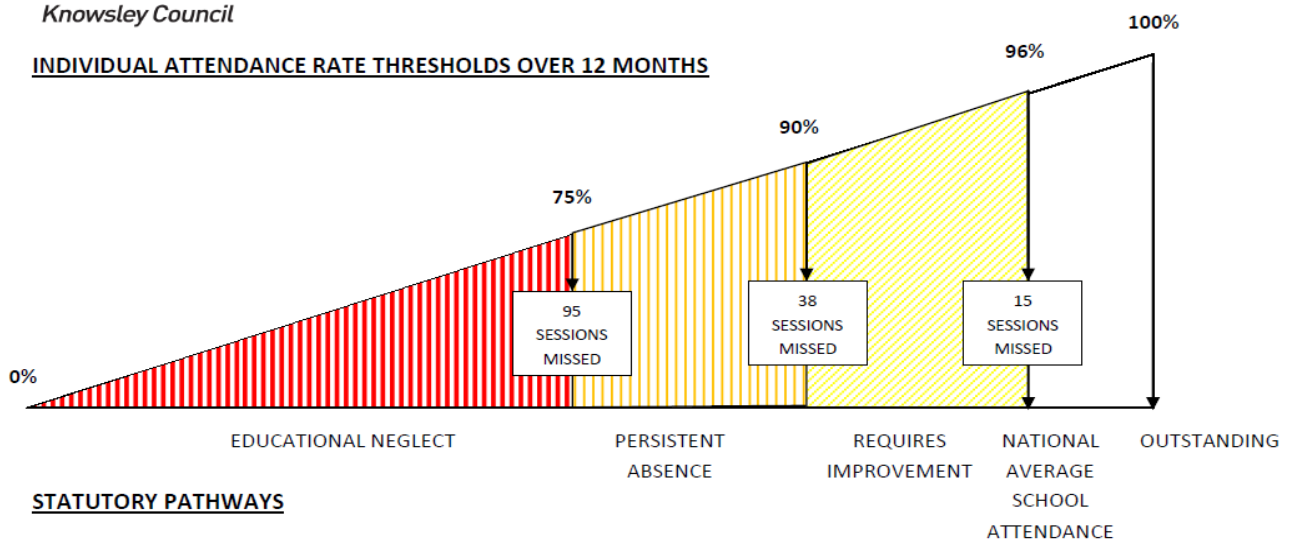 Knowsley Council
INDIVIDUAL ATTENDANCE RATE THRESHOLDS OVER 12 MONTHS
100%
96%
90%
75%
0%
95
SESSIONS
MISSED
38
SESSIONS
MISSED
15
SESSIONS
MISSED
EDUCATIONAL NEGLECT
PERSISTENT
ABSENCE
REQUIRES
IMPROVEMENT
NATIONAL
AVERAGE
SCHOOL
ATTENDANCE
OUTSTANDING
STATUTORY PATHWAYS